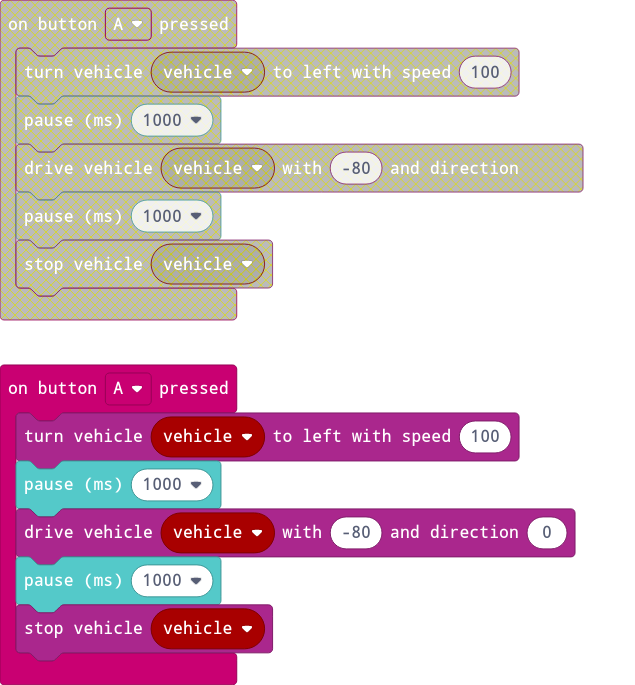 on button A pressed
turn vehicle vehicle to left with speed 100
pause (ms) 1000
drive vehicle vehicle with -80 and direction
pause (ms) 1000
stop vehicle vehicle
on button A pressed
turn vehicle vehicle to left with speed 100
pause (ms) 1000
drive vehicle vehicle with -80 and direction 0
pause (ms) 1000
stop vehicle vehicle